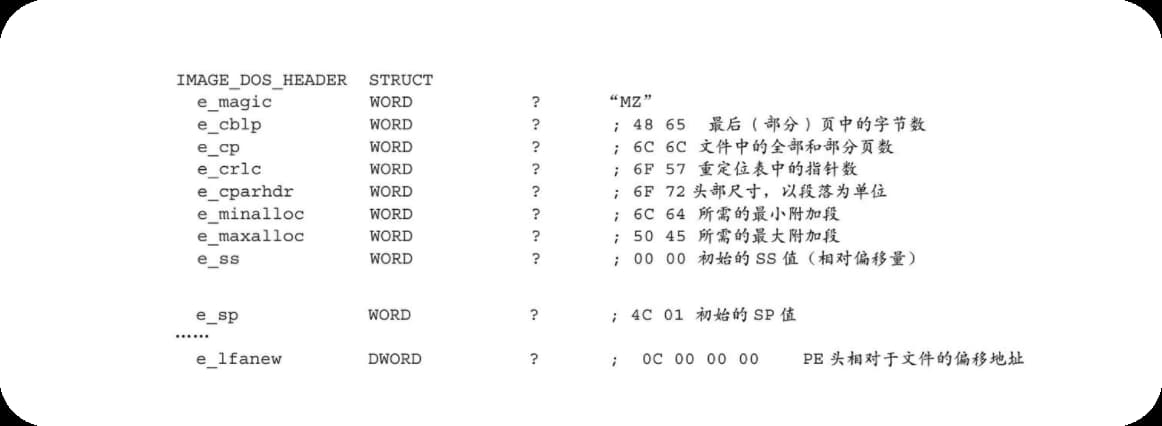 IMAGE_DOS_HEADER STRUCT
e_magic WORD ? “MZ”
e_cblp WORD ? ; 48 65 最后（部分）页中的字节数
e_cp WORD ? ; 6C 6C 文件中的全部和部分页数
e_crlc WORD ? ; 6F 57 重定位表中的指针数
e_cparhdr WORD ? ; 6F 72 头部尺寸，以段落为单位
e_minalloc WORD ? ; 6C 64 所需的最小附加段
e_maxalloc WORD ? ; 50 45 所需的最大附加段
e_ss WORD ? ; 00 00 初始的 SS 值（相对偏移量）
e_sp WORD ? ; 4C 01 初始的 SP 值
……
e_lfanew DWORD ? ; 0C 00 00 00 PE 头相对于文件的偏移地址